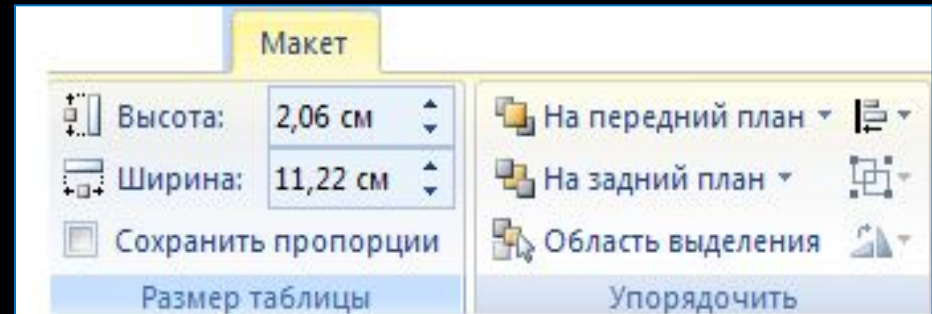 Макет
Высота: 2,06 см
Ширина: 11,22 см
Сохранить пропорции
Размер таблицы
На передний план
На задний план
Область выделения
Упорядочить